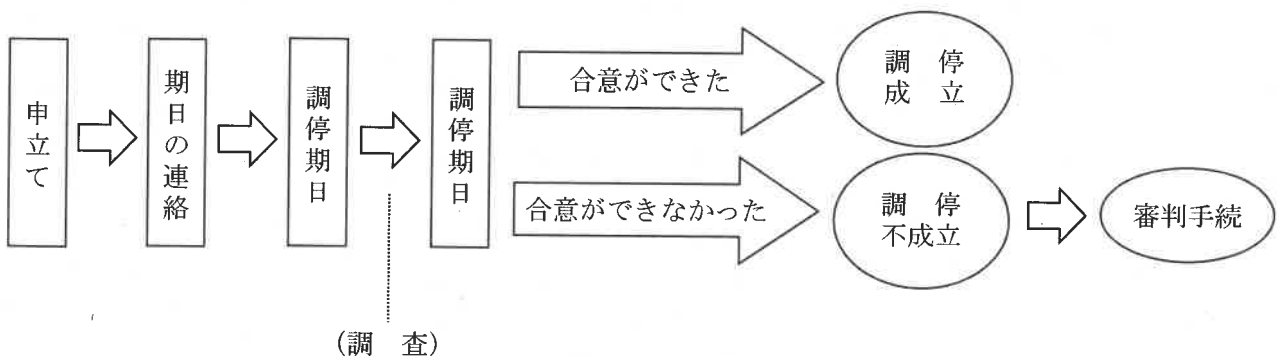 申立て
期日の連絡
調停期日
調停期日
合意ができた
調　停
成　立
合意ができなかった
調　停
不成立
審判手続
(調　査)